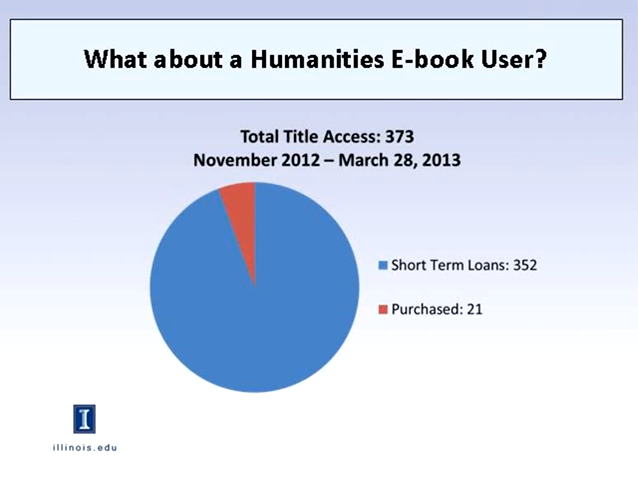 What about a Humanities E-book User?
Total Title Access: 373
November 2012 – March 28, 2013
Short Term Loans: 352
Purchased: 21
I
illinois.edu